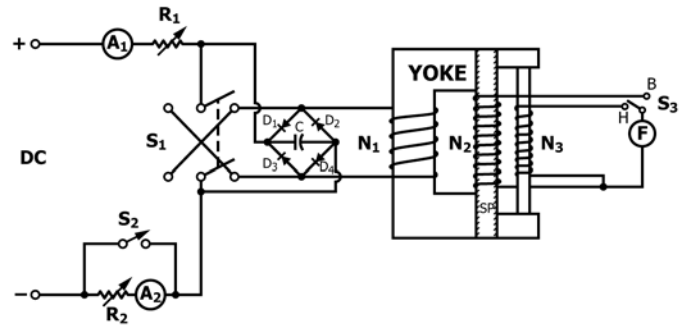 R1
+
A1
YOKE
B
S3
H
D1
D2
C
F
S1
N1
N2
N3
DC
D3
D4
SP
S2
−
A2
R2